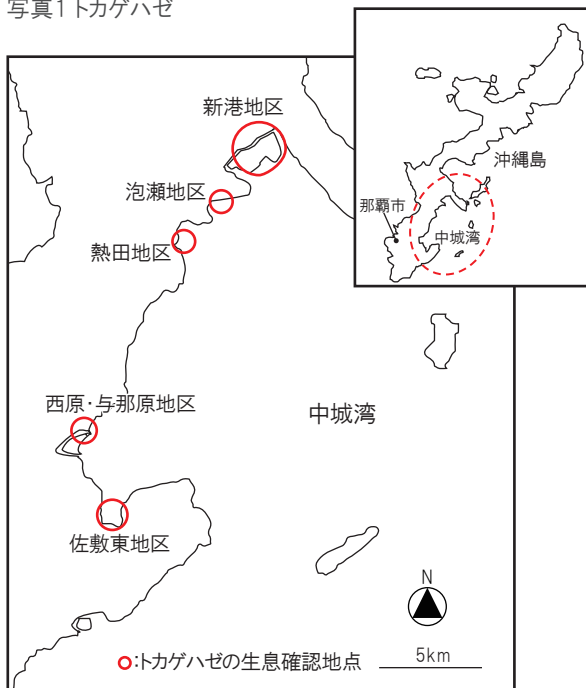 写真1 トカゲハゼ
新港地区
泡瀬地区
熱田地区
西原･与那原地区
佐敷東地区
中城湾
沖縄島
那覇市
中城湾
N
5km
:トカゲハゼの生息確認地点